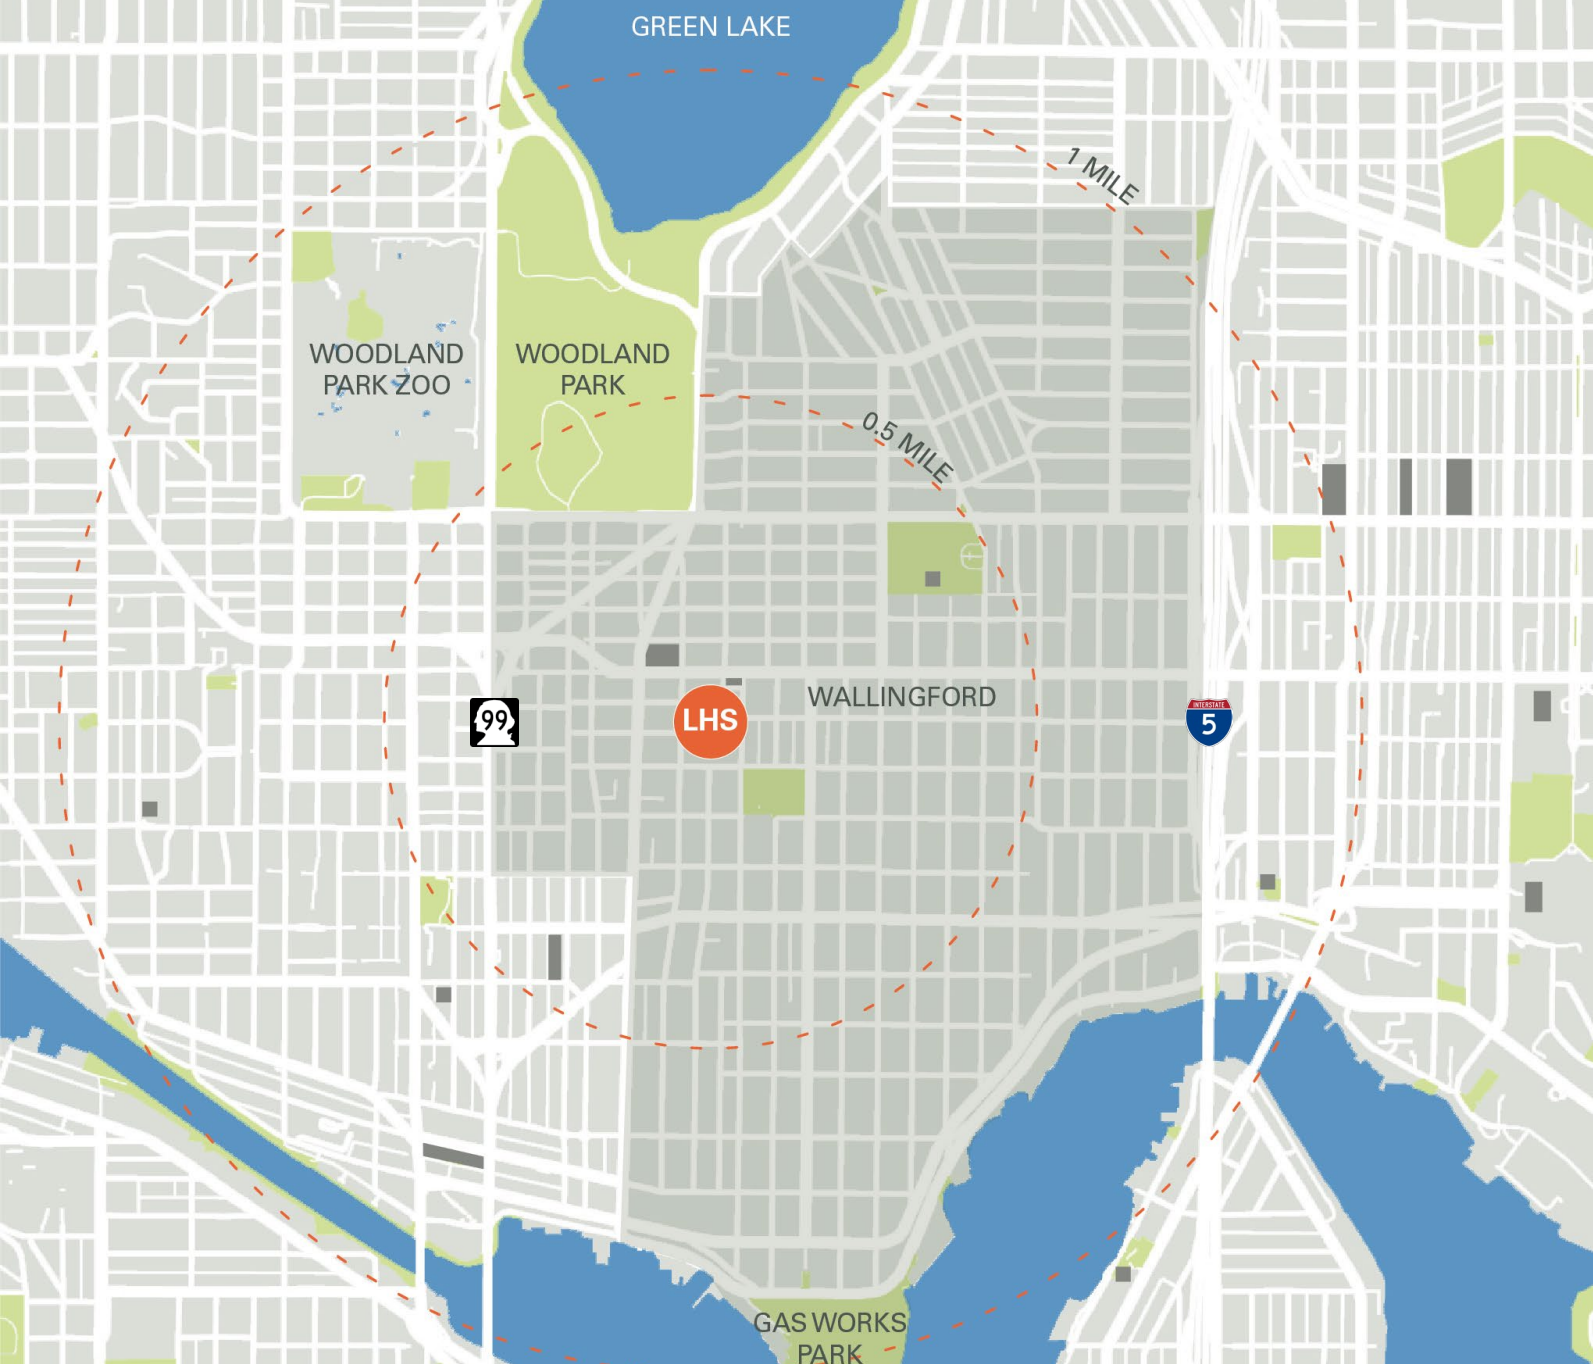 GREEN LAKE
1 MILE
WOODLAND
PARK ZOO
WOODLAND
PARK
0.5 MILE
WALLINGFORD
99
LHS
INTERSTATE
5
GAS WORKS
PARK